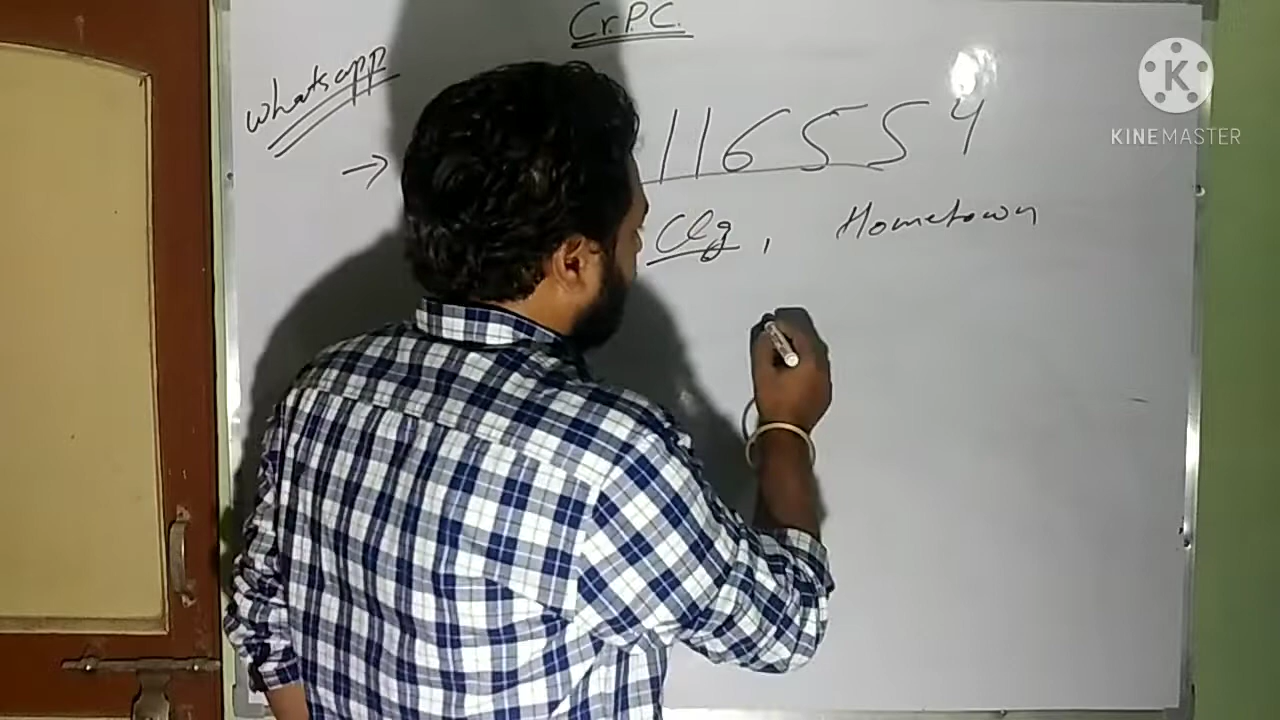 Cr.P.C.
Whatsapp
→ 116554
Clg, Hometown
K
KINEMASTER